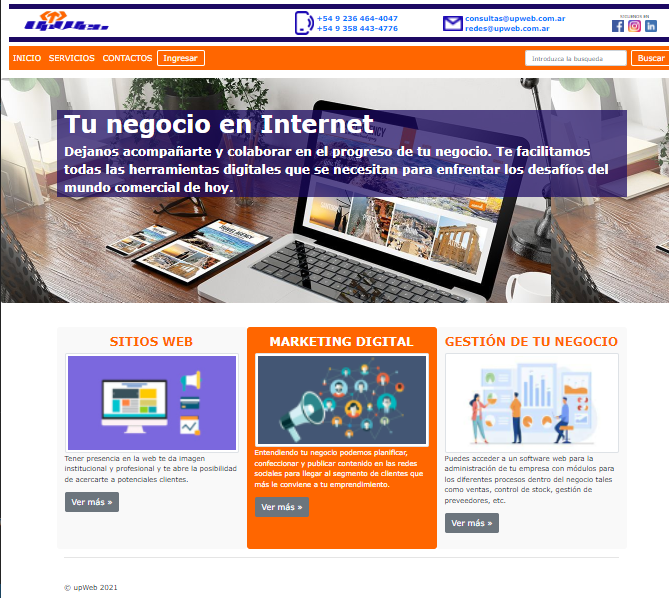 upWeb.
+54 9 236 464-4047
+54 9 358 443-4776
consultas@upweb.com.ar
redes@upweb.com.ar
SIGUENOS EN
INICIO SERVICIOS CONTACTOS Ingresar
Introduzca la busqueda Buscar
Tu negocio en Internet
Dejanos acompañarte y colaborar en el progreso de tu negocio. Te facilitamos
todas las herramientas digitales que se necesitan para enfrentar los desafíos del
mundo comercial de hoy.
SITIOS WEB
Tener presencia en la web te da imagen
institucional y profesional y te abre la posibilidad
de acercarte a potenciales clientes.
Ver más »
MARKETING DIGITAL
Entendiendo tu negocio podemos planificar,
confeccionar y publicar contenido en las redes
sociales para llegar al segmento de clientes que
más le conviene a tu emprendimiento.
Ver más »
GESTIÓN DE TU NEGOCIO
Puedes acceder a un software web para la
administración de tu empresa con módulos para
los diferentes procesos dentro del negocio tales
como ventas, control de stock, gestión de
preveedores, etc.
Ver más »
© upWeb 2021